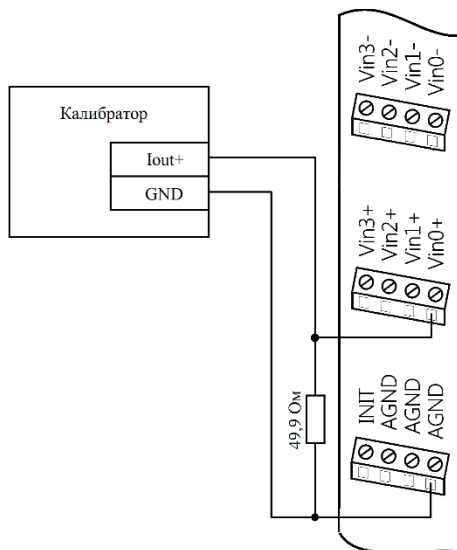 Калибратор
Iout+
GND
Vin3-
Vin2-
Vin1-
Vin0-
Vin3+
Vin2+
Vin1+
Vin0+
49,9 Ом
INIT
AGND
AGND
AGND